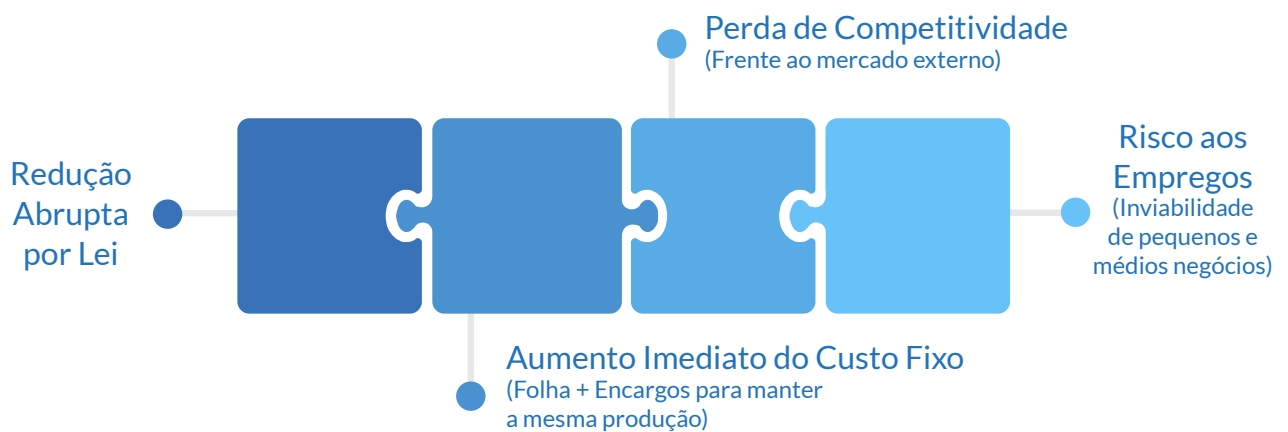 Redução
Abrupta
por Lei
Aumento Imediato do Custo Fixo
(Folha + Encargos para manter
a mesma produção)
Perda de Competitividade
(Frente ao mercado externo)
Risco aos
Empregos
(Inviabilidade
de pequenos e
médios negócios)